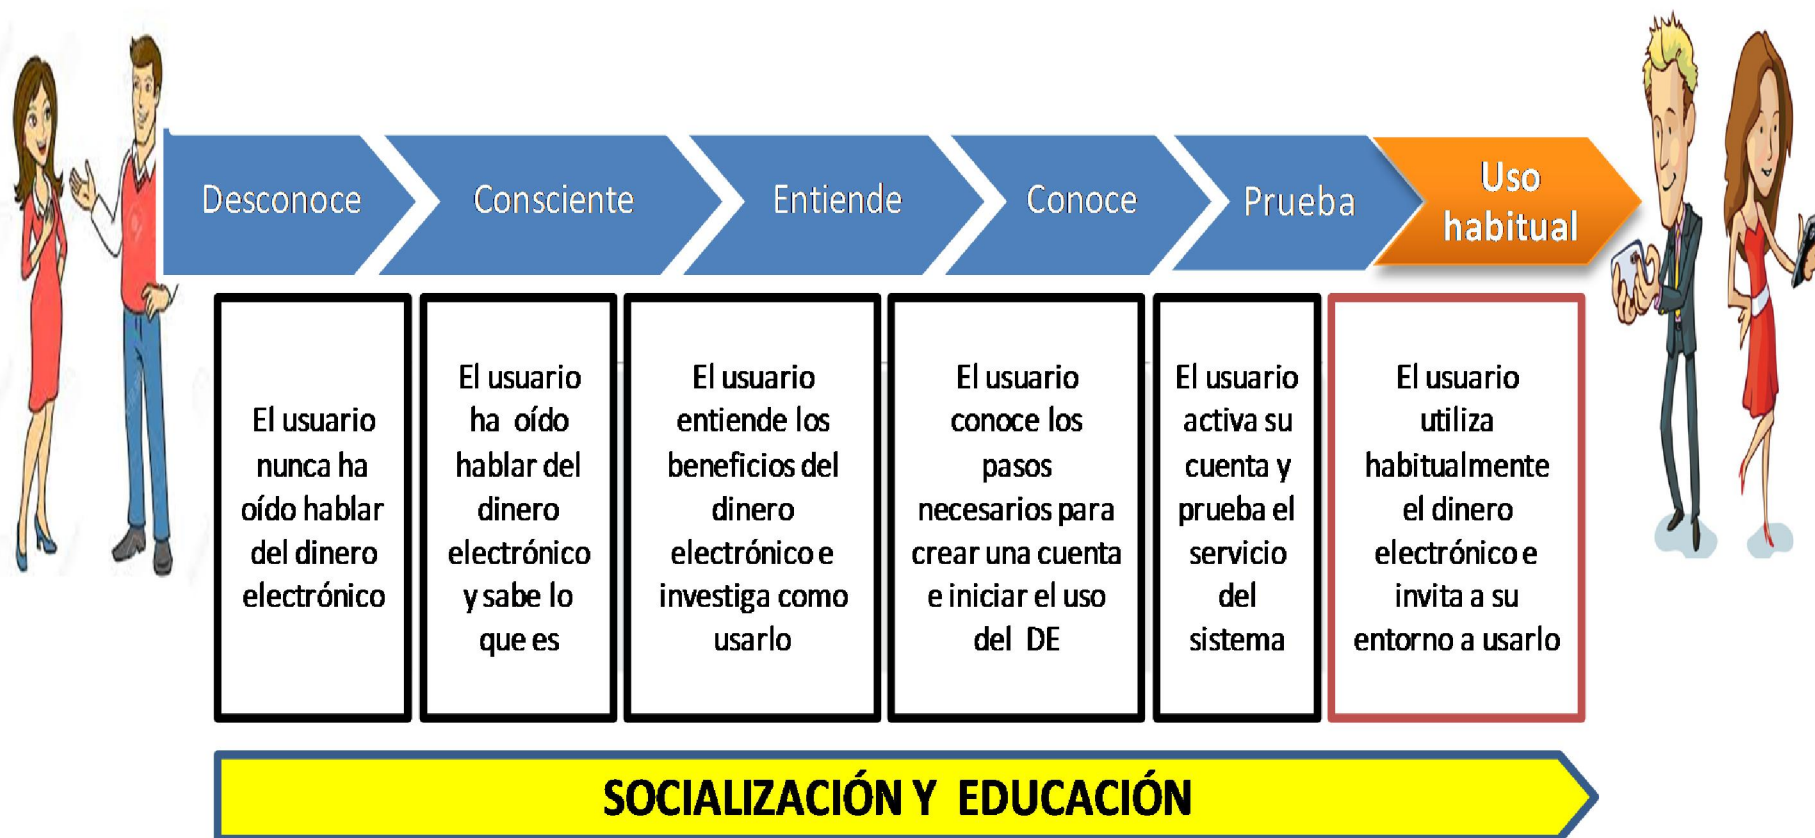 Desconoce
Consciente
Entiende
Conoce
Prueba
Uso
habitual
El usuario
nunca ha
oído hablar
del dinero
electrónico
El usuario
ha oído
hablar del
dinero
electrónico
y sabe lo
que es
El usuario
entiende los
beneficios del
dinero
electrónico e
investiga como
usarlo
El usuario
conoce los
pasos
necesarios para
crear una cuenta
e iniciar el uso
del DE
El usuario
activa su
cuenta y
prueba el
servicio
del
sistema
El usuario
utiliza
habitualmente
el dinero
electrónico e
invita a su
entorno a usarlo
SOCIALIZACIÓN Y EDUCACIÓN